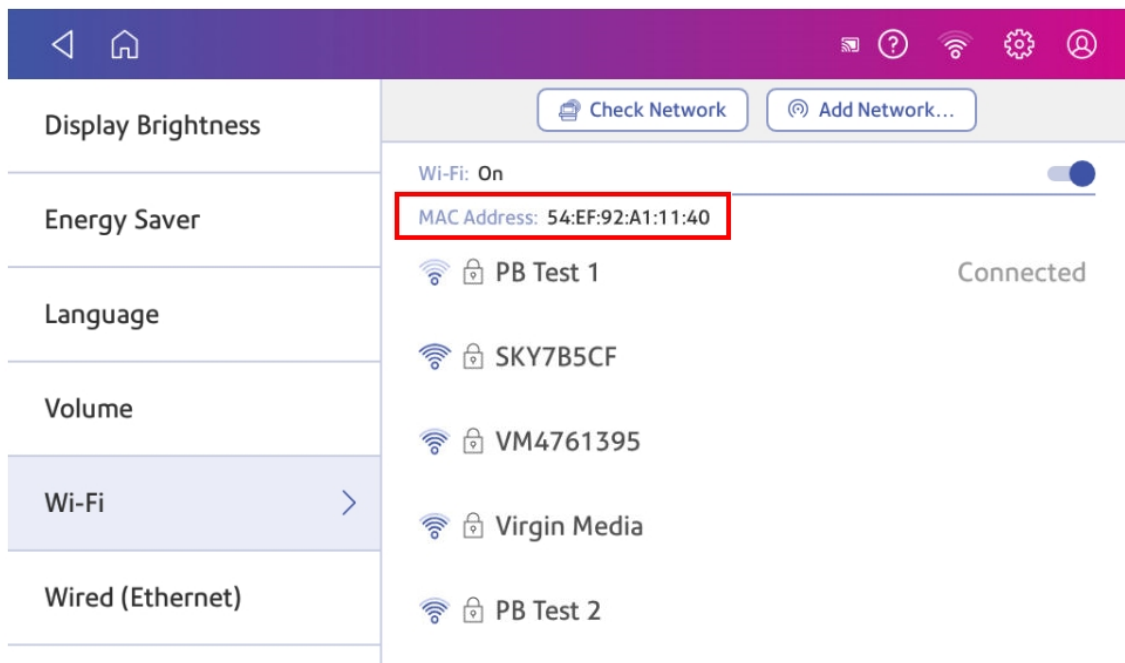 Display Brightness
Energy Saver
Language
Volume
Wi-Fi
Wired (Ethernet)
Check Network
Add Network...
Wi-Fi: On
MAC Address: 54:EF:92:A1:11:40
PB Test 1 Connected
SKY7B5CF
VM4761395
Virgin Media
PB Test 2